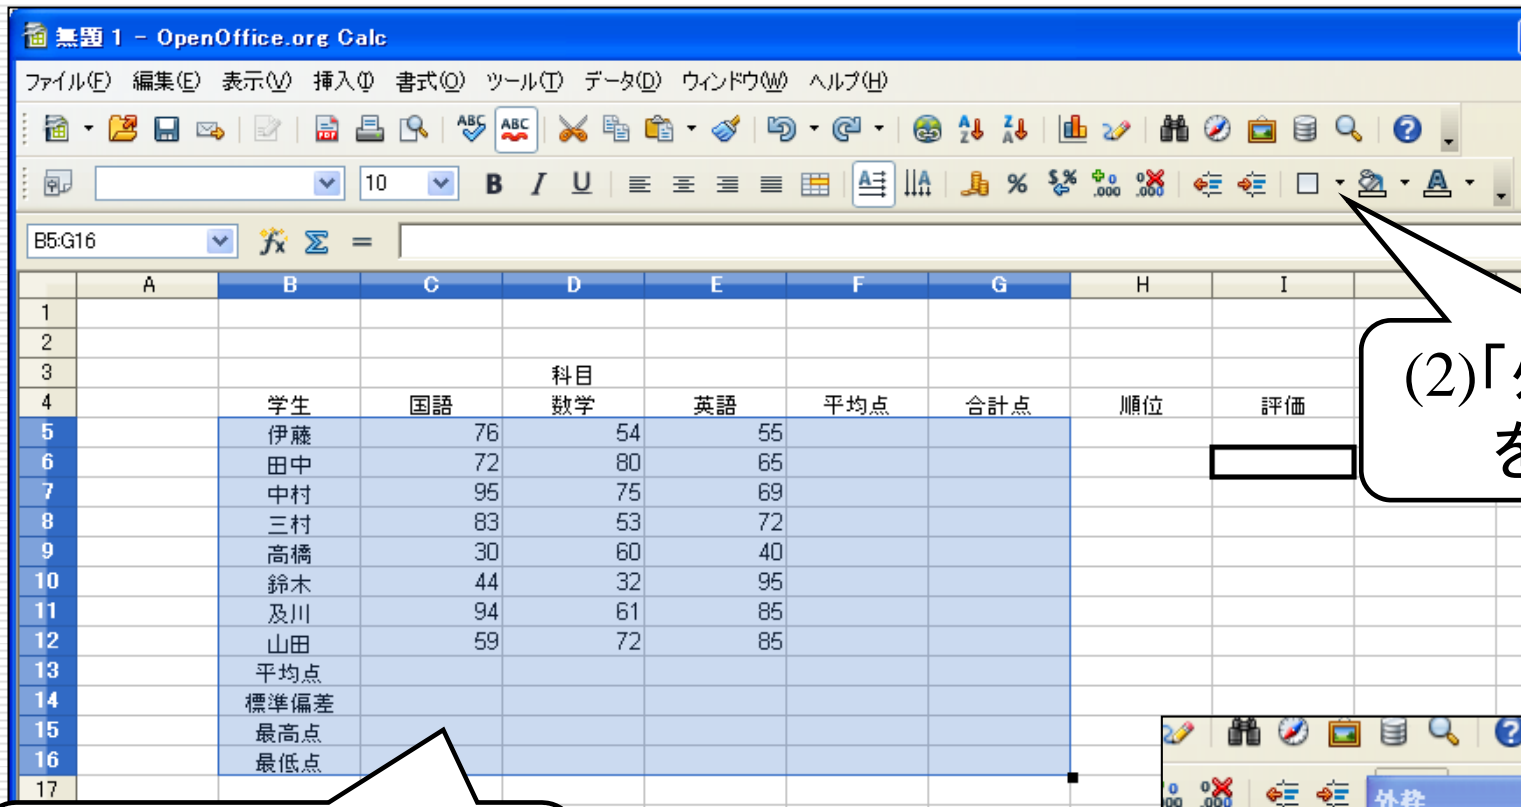 無題 1 - OpenOffice.org Calc
ファイル(F) 編集(E) 表示(V) 挿入(I) 書式(O) ツール(T) データ(D) ウィンドウ(W) ヘルプ(H)
10 B I U
B5:G16
A B C D E F G H I
1
2
3 科目
4 学生 国語 数学 英語 平均点 合計点 順位 評価
5 伊藤 76 54 55
6 田中 72 80 65
7 中村 95 75 69
8 三村 83 53 72
9 高橋 30 60 40
10 鈴木 44 32 95
11 及川 94 61 85
12 山田 59 72 85
13 平均点
14 標準偏差
15 最高点
16 最低点
17
(2)「
を
外枠